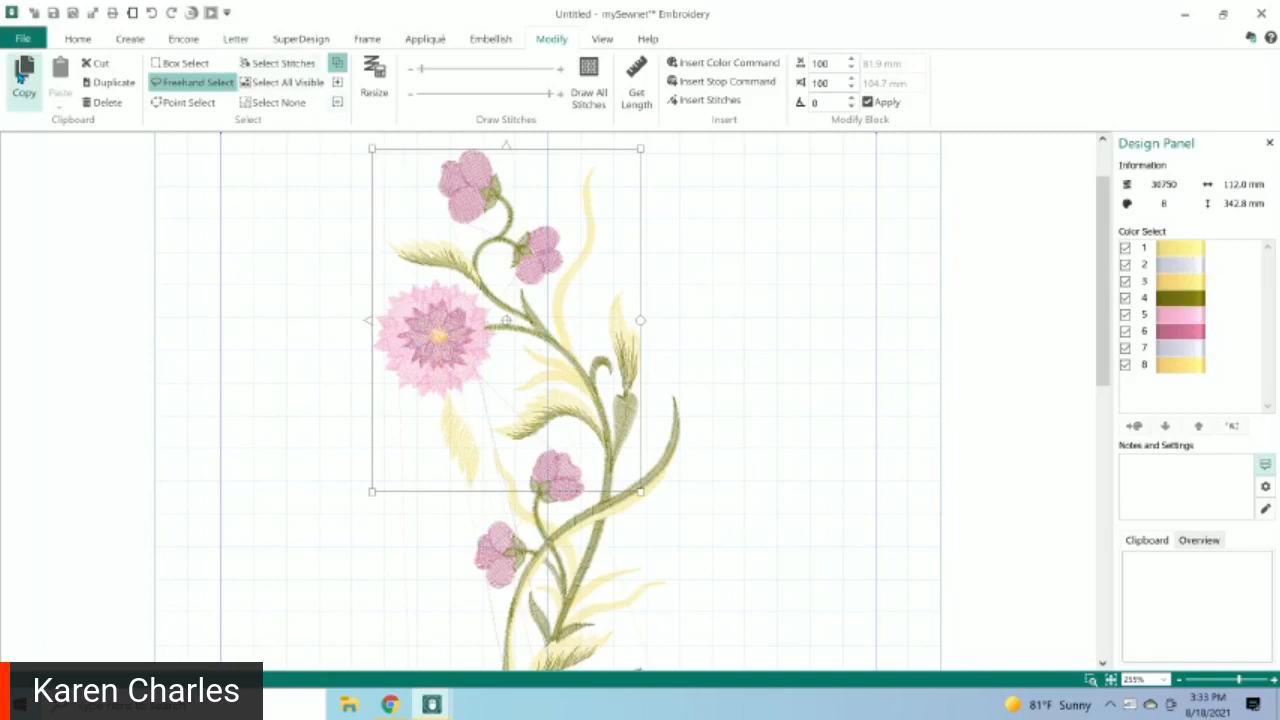 Untitled - mySewnet™ Embroidery
File Home Create Encore Letter SuperDesign Frame Appliqué Embellish Modify View Help
Copy
Paste
Cut
Duplicate
Delete
Clipboard
Box Select
Freehand Select
Point Select
Select Stitches
Select All Visible
Select None
Select
Resize
Draw All
Stitches
Draw Stitches
Get
Length
Insert Color Command
Insert Stop Command
Insert Stitches
Insert
100 81.9 mm
100 104.7 mm
0 Apply
Modify Block
Design Panel
Information
30750 112.0 mm
8 342.8 mm
Color Select
1
2
3
4
5
6
7
8
Notes and Settings
Clipboard Overview
255%
Karen Charles
81°F Sunny
3:33 PM
8/18/2021